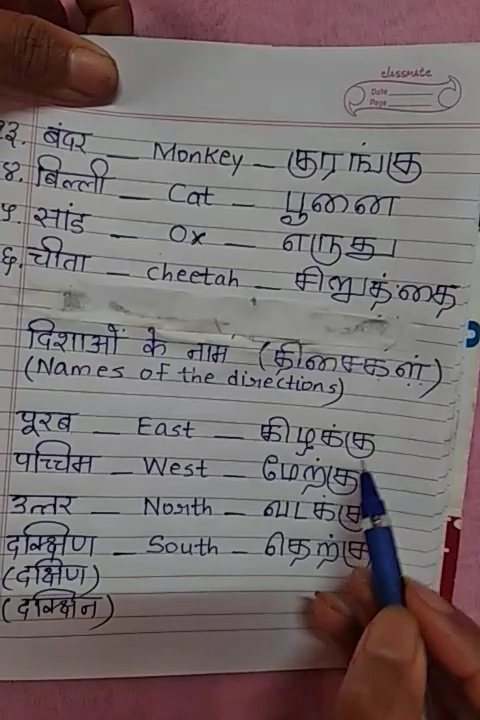 classmate
Date
Page
३. बंदर – Monkey – குரங்கு
४. बिल्ली – Cat – பூனை
५. सांड – Ox – எருது
६. चीता – cheetah – சிறுத்தை
दिशाओं के नाम (திசைகள்)
(Names of the directions)
पूरब – East – கிழக்கு
पच्चिम – West – மேற்கு
उत्तर – North – வடக்கு
दक्क्षिण – South – தெற்கு
(दक्षिण)
(दक्क्षिन)